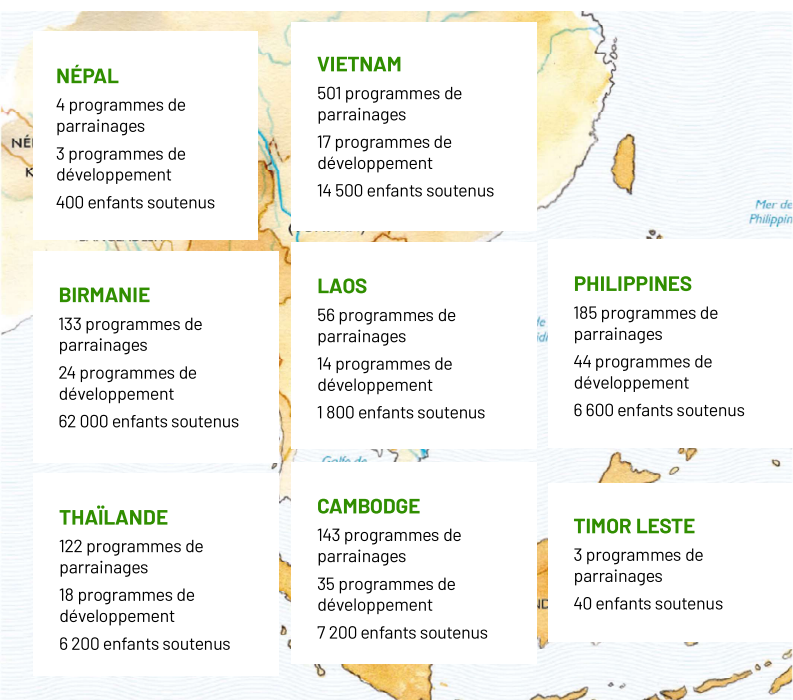 NÉPAL
4 programmes de
parrainages
3 programmes de
développement
400 enfants soutenus
VIETNAM
501 programmes de
parrainages
17 programmes de
développement
14 500 enfants soutenus
Mer de
Philippin
BIRMANIE
133 programmes de
parrainages
24 programmes de
développement
62 000 enfants soutenus
LAOS
56 programmes de
parrainages
14 programmes de
développement
1 800 enfants soutenus
PHILIPPINES
185 programmes de
parrainages
44 programmes de
développement
6 600 enfants soutenus
Golfe de
THAÏLANDE
122 programmes de
parrainages
18 programmes de
développement
6 200 enfants soutenus
CAMBODGE
143 programmes de
parrainages
35 programmes de
développement
7 200 enfants soutenus
TIMOR LESTE
3 programmes de
parrainages
40 enfants soutenus